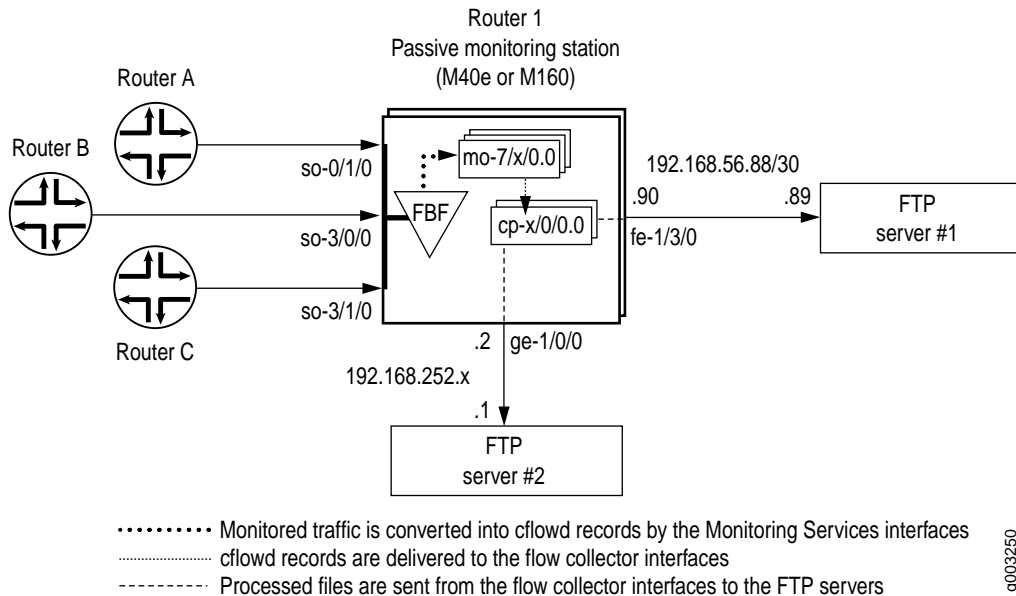 Router 1
Passive monitoring station
(M40e or M160)
Router A
Router B
so-0/1/0
mo-7/x/0.0
192.168.56.88/30
FBF
cp-x/0/0.0
.90
.89
FTP
server #1
so-3/0/0
fe-1/3/0
so-3/1/0
Router C
.2
ge-1/0/0
192.168.252.x
.1
FTP
server #2
Monitored traffic is converted into cflowd records by the Monitoring Services interfaces
cflowd records are delivered to the flow collector interfaces
Processed files are sent from the flow collector interfaces to the FTP servers
g003250